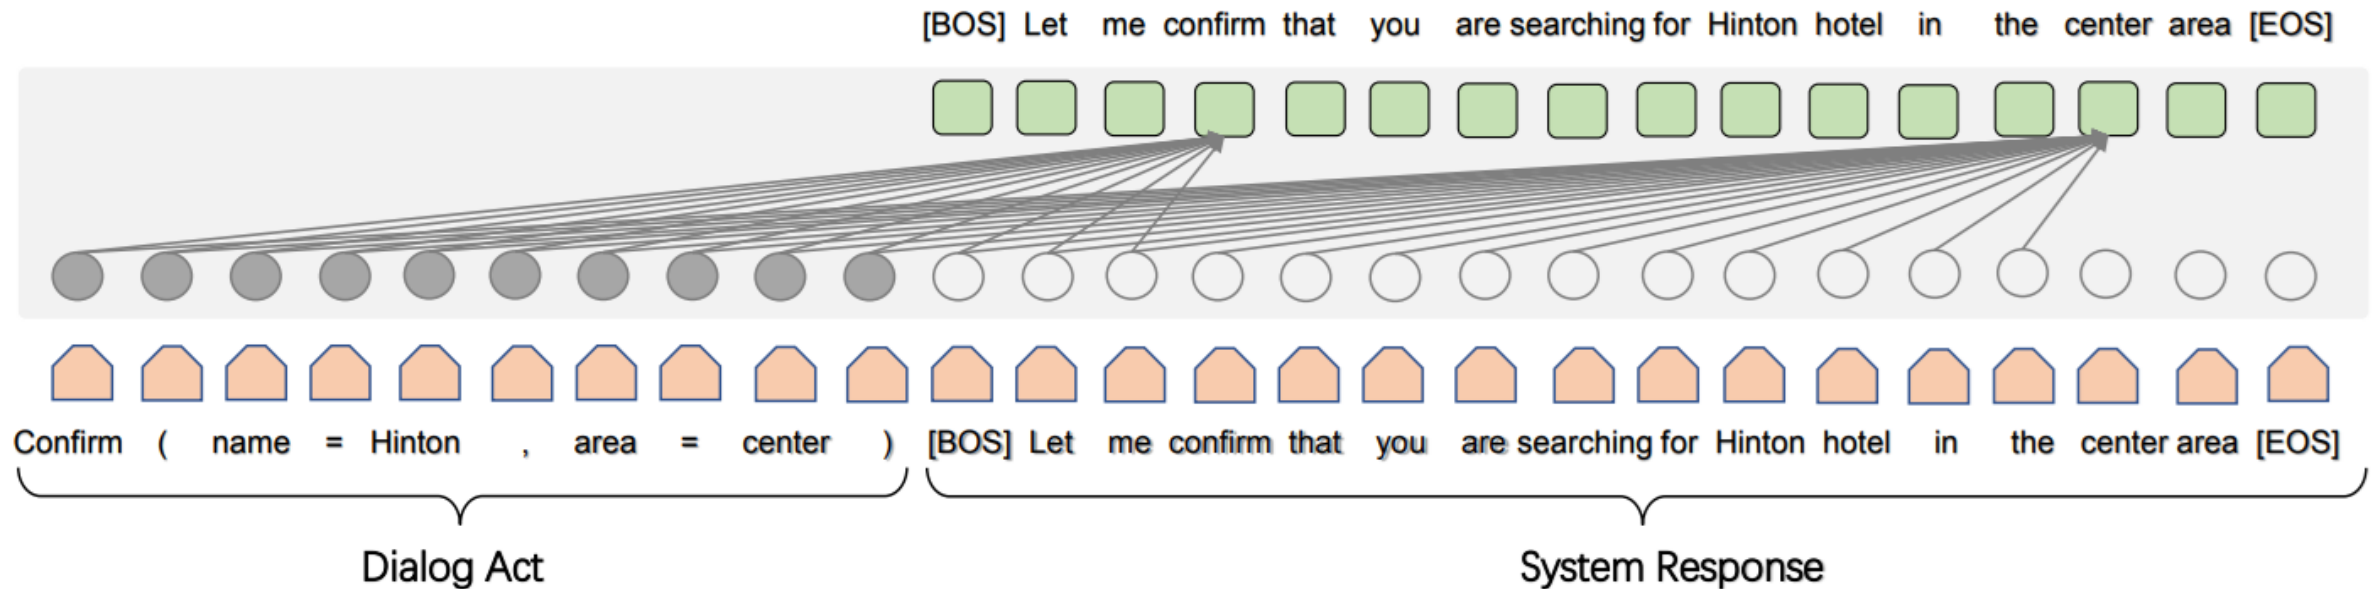 [BOS] Let me confirm that you are searching for Hinton hotel in the center area [EOS]
Confirm ( name = Hinton , area = center ) [BOS] Let me confirm that you are searching for Hinton hotel in the center area [EOS]
Dialog Act System Response